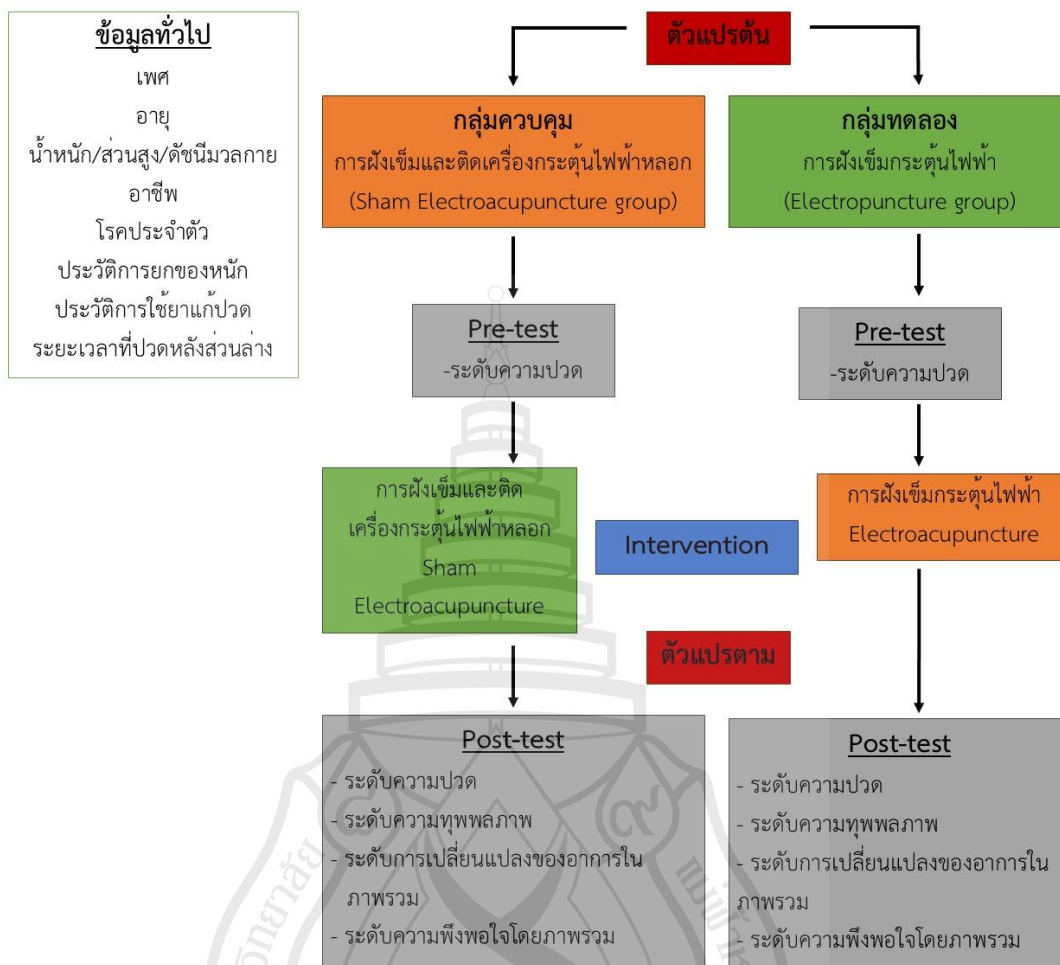 ข้อมูลทั่วไป
เพศ
อายุ
น้ำหนัก/ส่วนสูง/ดัชนีมวลกาย
อาชีพ
โรคประจำตัว
ประวัติการยกของหนัก
ประวัติการใช้ยาแก้ปวด
ระยะเวลาที่ปวดหลังส่วนล่าง
ตัวแปรต้น
กลุ่มควบคุม
การฝังเข็มและติดเครื่องกระตุ้นไฟฟ้าหลอก
(Sham Electroacupuncture group)
กลุ่มทดลอง
การฝังเข็มกระตุ้นไฟฟ้า
(Electropuncture group)
Pre-test
-ระดับความปวด
Pre-test
-ระดับความปวด
การฝังเข็มและติด
เครื่องกระตุ้นไฟฟ้าหลอก
Sham
Electroacupuncture
Intervention
การฝังเข็มกระตุ้นไฟฟ้า
Electroacupuncture
ตัวแปรตาม
Post-test
- ระดับความปวด
- ระดับความทุพพลภาพ
- ระดับการเปลี่ยนแปลงของอาการใน
ภาพรวม
- ระดับความพึงพอใจโดยภาพรวม
Post-test
- ระดับความปวด
- ระดับความทุพพลภาพ
- ระดับการเปลี่ยนแปลงของอาการใน
ภาพรวม
- ระดับความพึงพอใจโดยภาพรวม